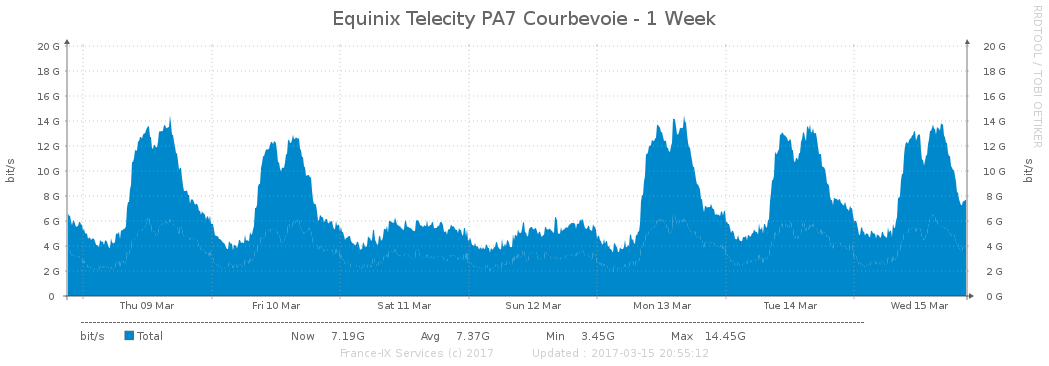 Equinix Telecity PA7 Courbevoie - 1 Week
RRDTOOL / TOBI OETIKER
bit/s
bit/s
20 G 20 G
18 G 18 G
16 G 16 G
14 G 14 G
12 G 12 G
10 G 10 G
8 G 8 G
6 G 6 G
4 G 4 G
2 G 2 G
0 0 G
Thu 09 Mar Fri 10 Mar Sat 11 Mar Sun 12 Mar Mon 13 Mar Tue 14 Mar Wed 15 Mar
bit/s Total Now 7.19G Avg 7.37G Min 3.45G Max 14.45G
France-IX Services (c) 2017 Updated : 2017-03-15 20:55:12